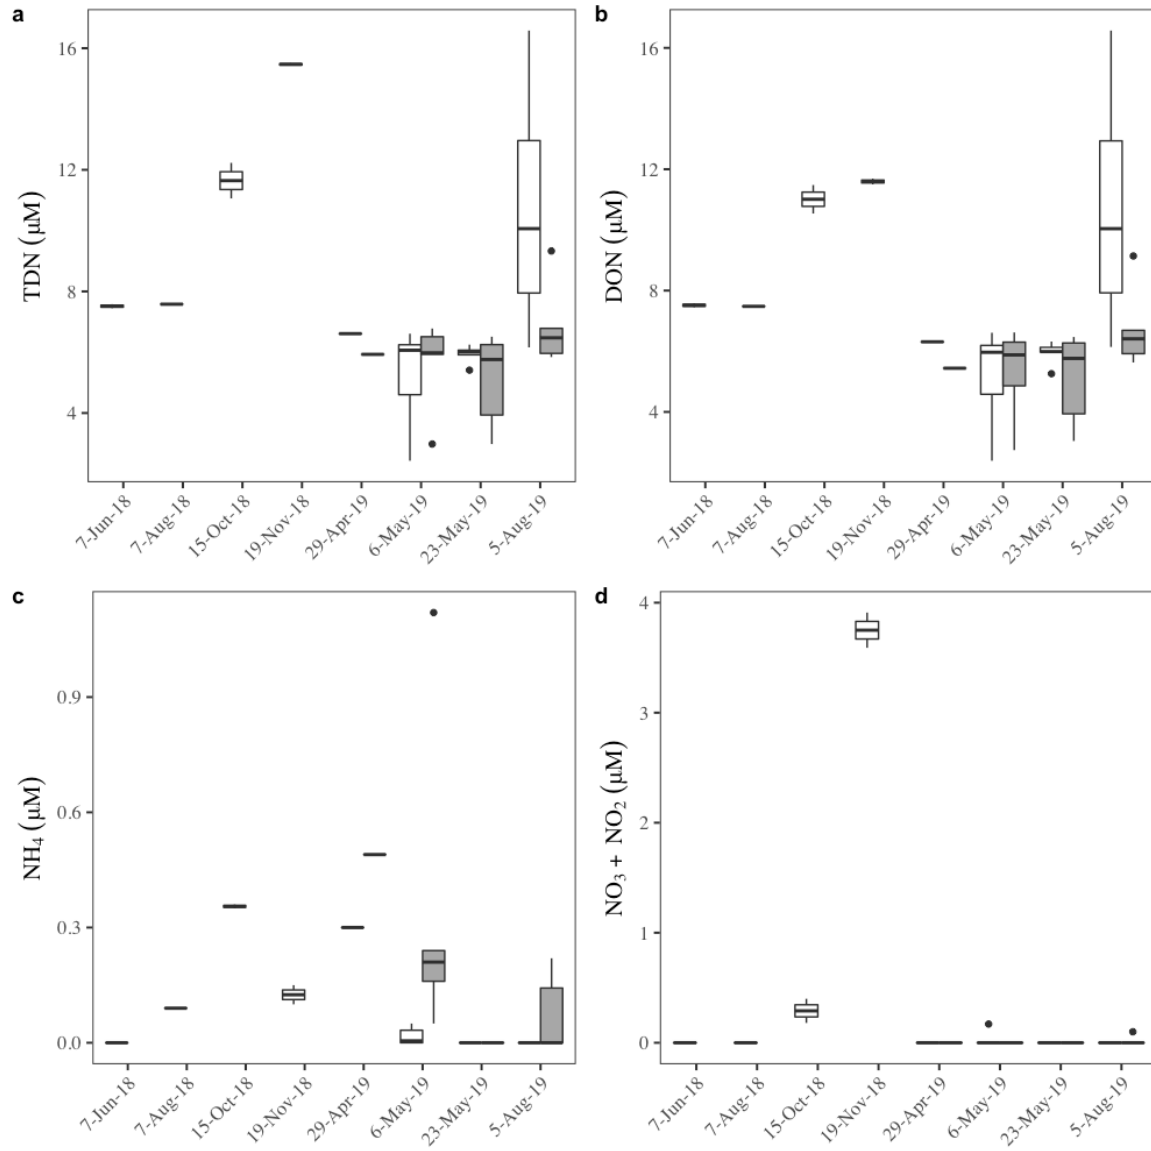 a
TDN (µM)
16
12
8
4
7-Jun-18
7-Aug-18
15-Oct-18
19-Nov-18
29-Apr-19
6-May-19
23-May-19
5-Aug-19
b
DON (µM)
16
12
8
4
7-Jun-18
7-Aug-18
15-Oct-18
19-Nov-18
29-Apr-19
6-May-19
23-May-19
5-Aug-19
c
NH₄ (µM)
0.9
0.6
0.3
0.0
7-Jun-18
7-Aug-18
15-Oct-18
19-Nov-18
29-Apr-19
6-May-19
23-May-19
5-Aug-19
d
NO₃ + NO₂ (µM)
4
3
2
1
0
7-Jun-18
7-Aug-18
15-Oct-18
19-Nov-18
29-Apr-19
6-May-19
23-May-19
5-Aug-19